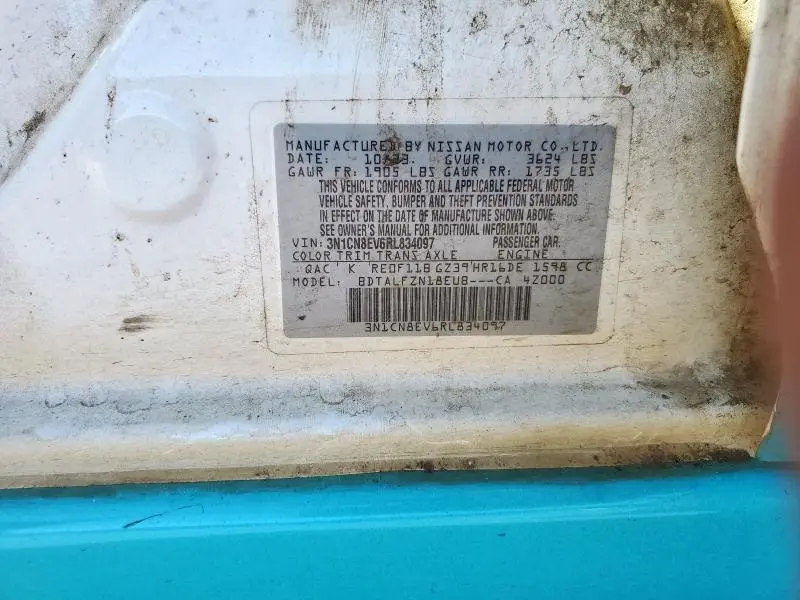 MANUFACTURED BY NISSAN MOTOR CO.,LTD.
DATE: 10/23. GVWR: 3624 LBS
GAWR FR: 1905 LBS GAWR RR: 1735 LBS
THIS VEHICLE CONFORMS TO ALL APPLICABLE FEDERAL MOTOR
VEHICLE SAFETY, BUMPER AND THEFT PREVENTION STANDARDS
IN EFFECT ON THE DATE OF MANUFACTURE SHOWN ABOVE.
SEE OWNER'S MANUAL FOR ADDITIONAL INFORMATION.
VIN: 3N1CN8EV6RL834097 PASSENGER CAR.
COLOR TRIM TRANS AXLE ENGINE
QAC K RE0F11B GZ39 HR16DE 1598 CC
MODEL: BDTALFZN18EUB---CA 42000
3N1CN8EV6RL834097